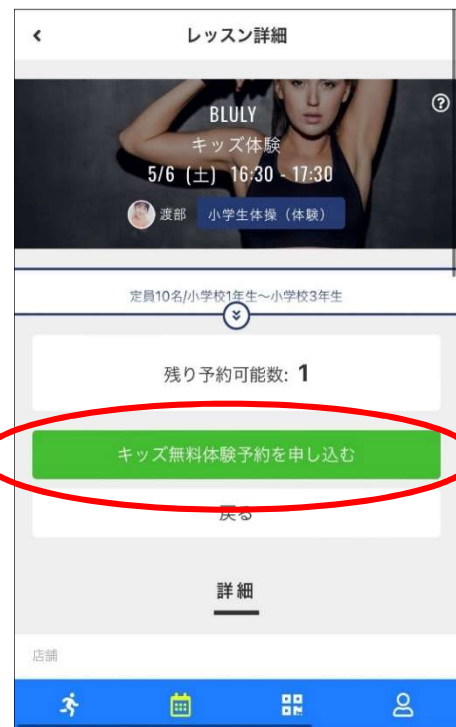 レッスン詳細
BLULY
キッズ体験
5/6 (土) 16:30 - 17:30
渡部 小学生体操（体験）
定員10名/小学校1年生～小学校3年生
残り予約可能数: 1
キッズ無料体験予約を申し込む
戻る
詳細
店舗